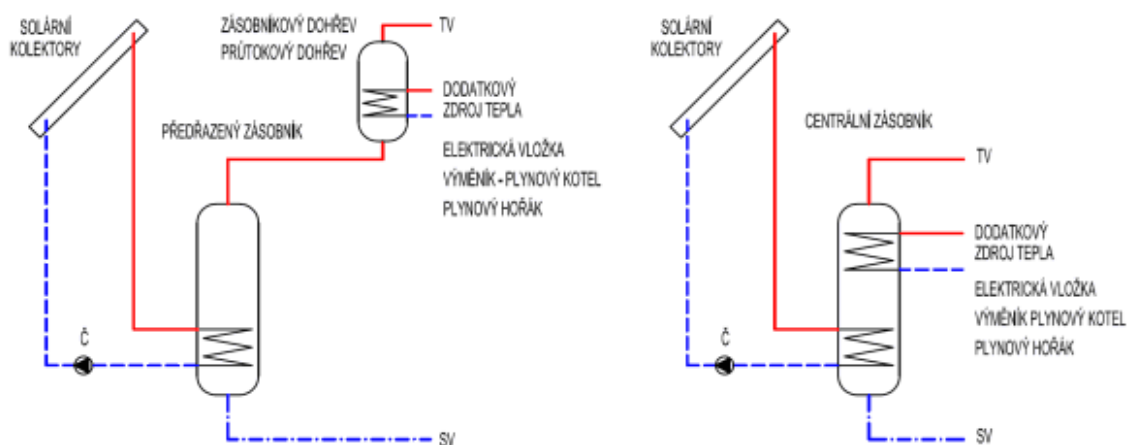 SOLÁRNÍ
KOLEKTORY
ZÁSOBNÍKOVÝ DOHŘEV
PRŮTOKOVÝ DOHŘEV
TV
DODATKOVÝ
ZDROJ TEPLA
PŘEDŘAZENÝ ZÁSOBNÍK
ELEKTRICKÁ VLOŽKA
VÝMĚNÍK - PLYNOVÝ KOTEL
PLYNOVÝ HOŘÁK
Č
SV
SOLÁRNÍ
KOLEKTORY
CENTRÁLNÍ ZÁSOBNÍK
TV
DODATKOVÝ
ZDROJ TEPLA
ELEKTRICKÁ VLOŽKA
VÝMĚNÍK PLYNOVÝ KOTEL
PLYNOVÝ HOŘÁK
Č
SV